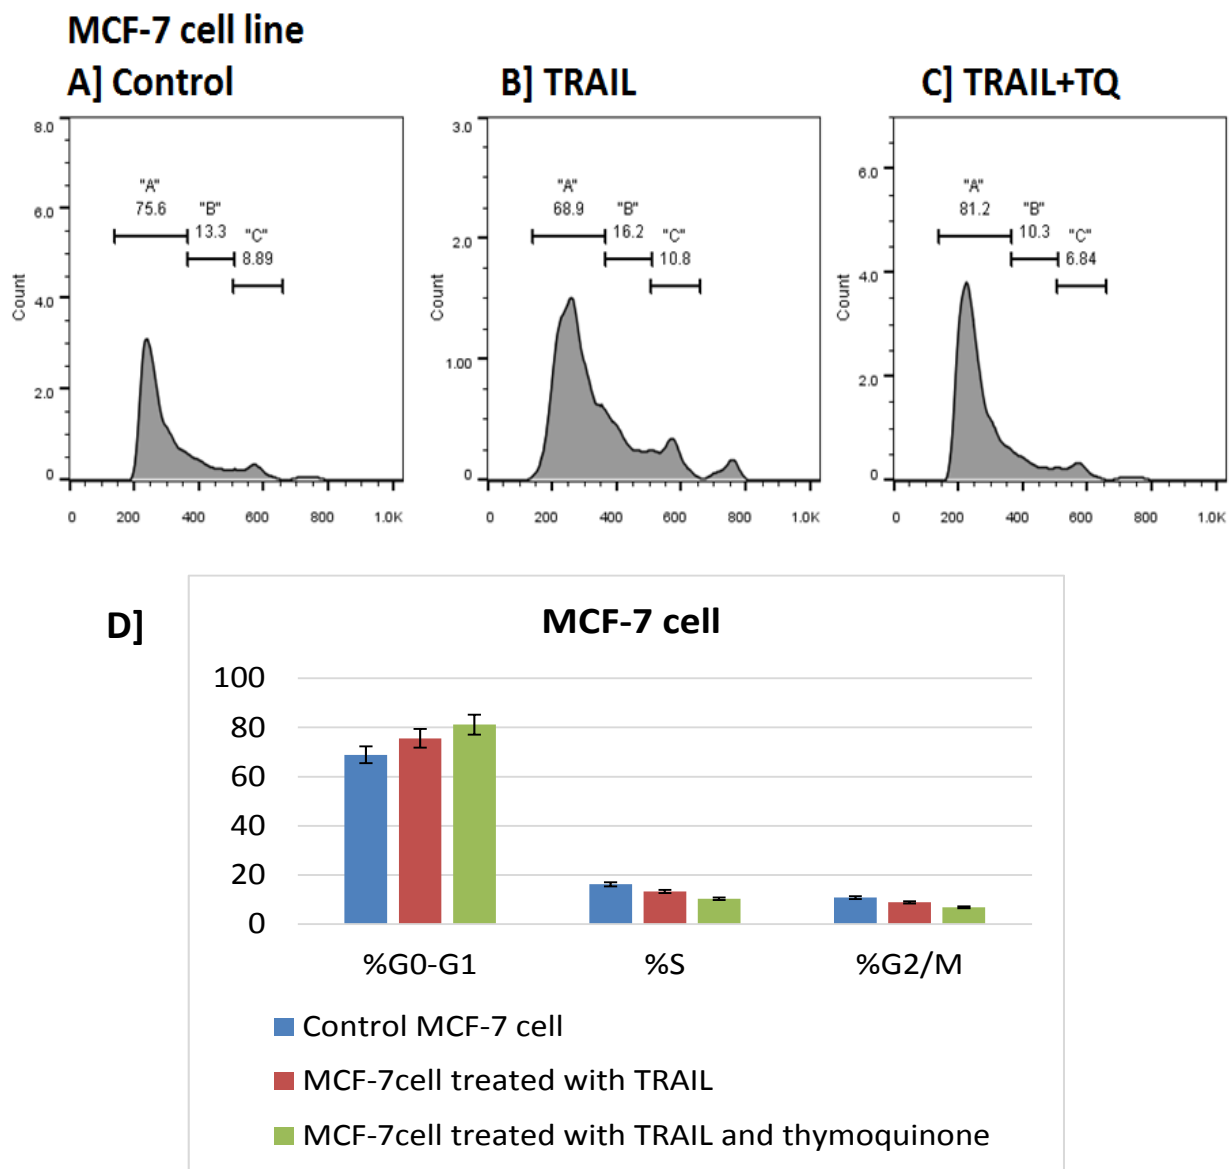 MCF-7 cell line
A] Control
B] TRAIL
C] TRAIL+TQ
8.0
6.0
4.0
2.0
0
Count
"A"
75.6
"B"
13.3
"C"
8.89
0 200 400 600 800 1.0K
3.0
2.0
1.00
0
Count
"A"
68.9
"B"
16.2
"C"
10.8
0 200 400 600 800 1.0K
6.0
4.0
2.0
0
Count
"A"
81.2
"B"
10.3
"C"
6.84
0 200 400 600 800 1.0K
D]
MCF-7 cell
100
80
60
40
20
0
%G0-G1 %S %G2/M
Control MCF-7 cell
MCF-7cell treated with TRAIL
MCF-7cell treated with TRAIL and thymoquinone